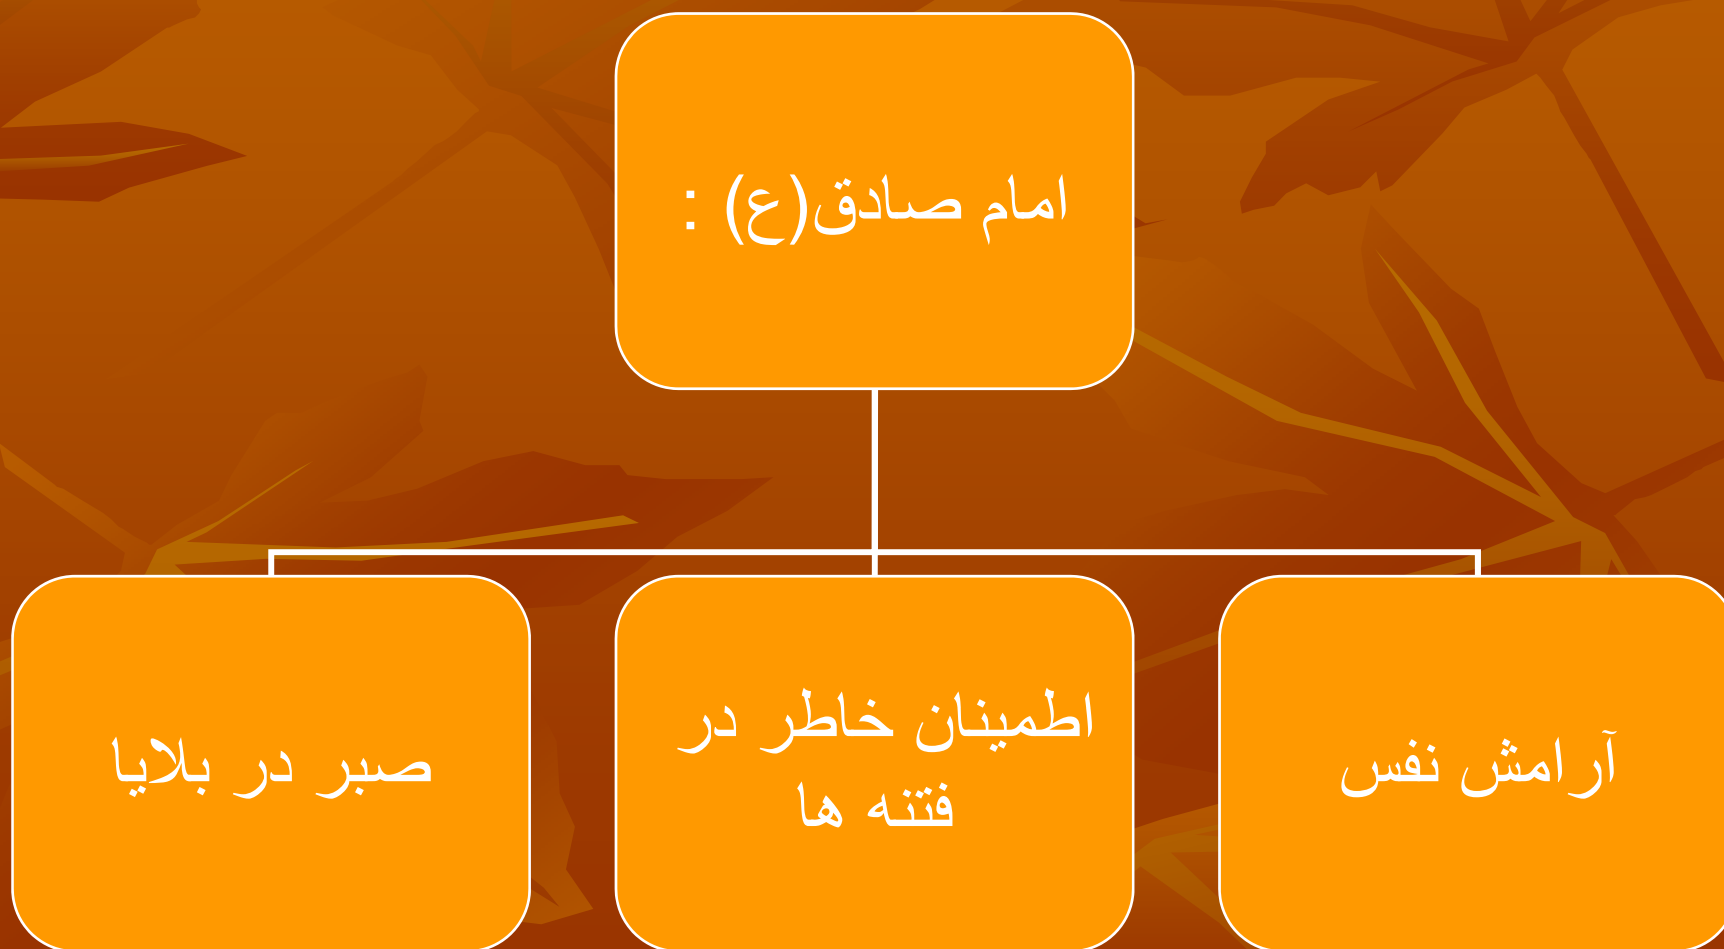 امام صادق(ع) :
آرامش نفس
اطمینان خاطر در
فتنه ها
صبر در بلایا